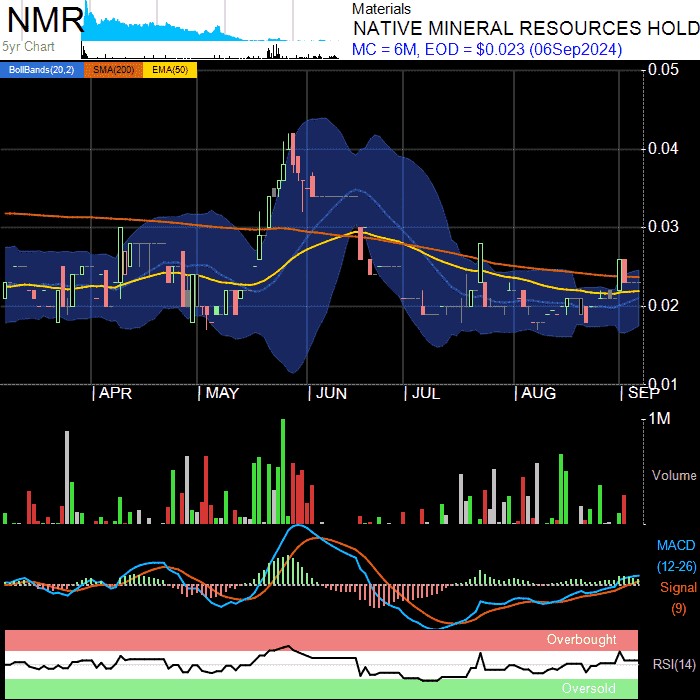 NMR
5yr Chart
Materials
NATIVE MINERAL RESOURCES HOLD
MC = 6M, EOD = $0.023 (06Sep2024)
BollBands(20,2) SMA(200) EMA(50)
0.05
0.04
0.03
0.02
0.01
| APR | MAY | JUN | JUL | AUG | SEP
1M
Volume
MACD
(12-26)
Signal
(9)
Overbought
RSI(14)
Oversold